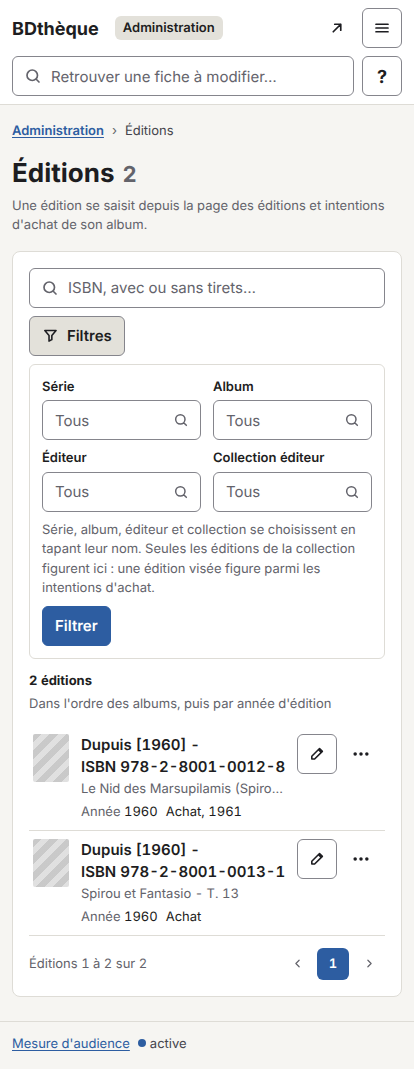 BDthèque Administration
Retrouver une fiche à modifier... ?
Administration › Éditions
Éditions 2
Une édition se saisit depuis la page des éditions et intentions
d'achat de son album.
ISBN, avec ou sans tirets...
Filtres
Série Album
Tous Tous
Éditeur Collection éditeur
Tous Tous
Série, album, éditeur et collection se choisissent en
tapant leur nom. Seules les éditions de la collection
figurent ici : une édition visée figure parmi les
intentions d'achat.
Filtrer
2 éditions
Dans l'ordre des albums, puis par année d'édition
Dupuis [1960] -
ISBN 978-2-8001-0012-8
Le Nid des Marsupilamis (Spiro...
Année 1960 Achat, 1961
Dupuis [1960] -
ISBN 978-2-8001-0013-1
Spirou et Fantasio - T. 13
Année 1960 Achat
Éditions 1 à 2 sur 2 ‹ 1 ›
Mesure d'audience active